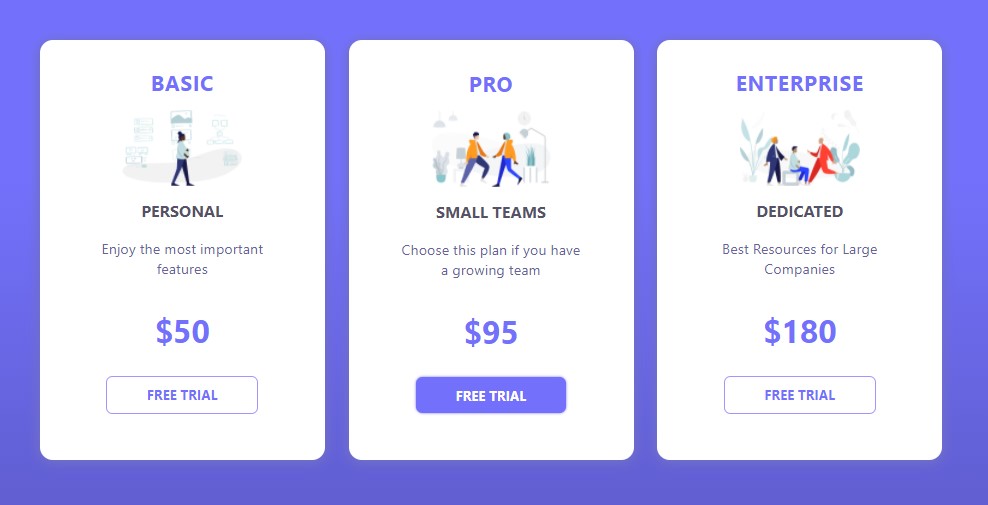 BASIC
PERSONAL
Enjoy the most important
features
$50
FREE TRIAL
PRO
SMALL TEAMS
Choose this plan if you have
a growing team
$95
FREE TRIAL
ENTERPRISE
DEDICATED
Best Resources for Large
Companies
$180
FREE TRIAL